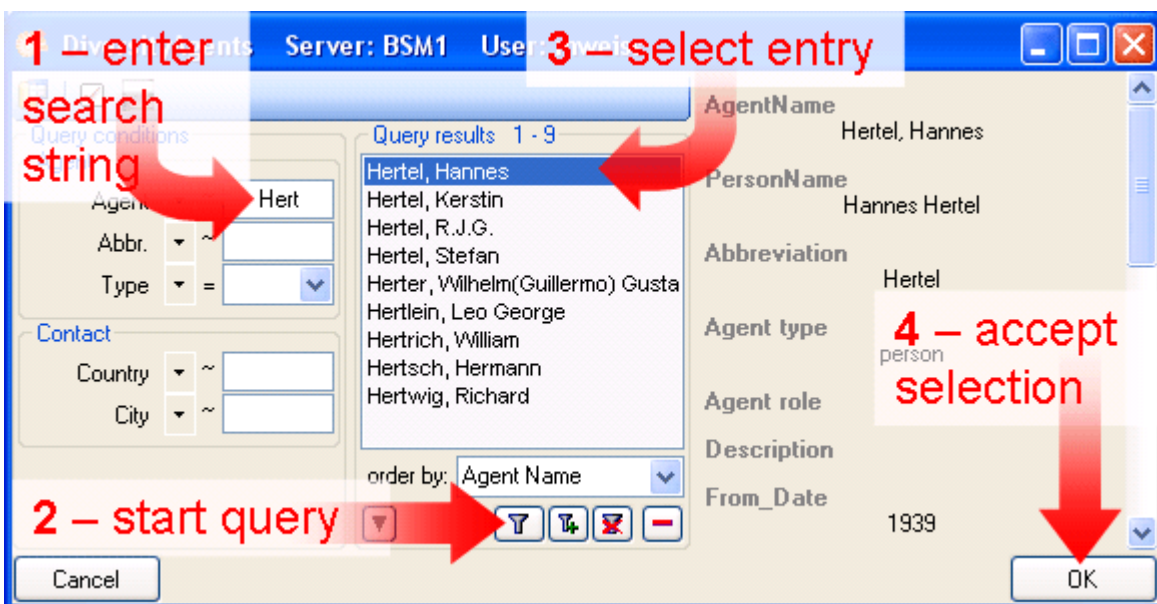 1 – enter
search
string
Server: BSM1
3 – select entry
Query conditions
Agent ~ Hert
Abbr. ~
Type =
Contact
Country ~
City ~
Query results 1 - 9
Hertel, Hannes
Hertel, Kerstin
Hertel, R.J.G.
Hertel, Stefan
Herter, Wilhelm(Guillermo) Gusta
Hertlein, Leo George
Hertrich, William
Hertsch, Hermann
Hertwig, Richard
order by: Agent Name
2 – start query
AgentName
Hertel, Hannes
PersonName
Hannes Hertel
Abbreviation
Hertel
Agent type
person
Agent role
Description
From_Date
1939
4 – accept
selection
Cancel
OK